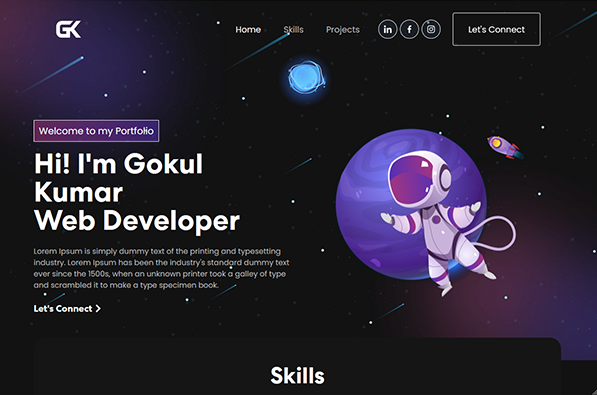 GK
Home Skills Projects in f Let's Connect
Welcome to my Portfolio
Hi! I'm Gokul
Kumar
Web Developer
Lorem Ipsum is simply dummy text of the printing and typesetting
industry. Lorem Ipsum has been the industry's standard dummy text
ever since the 1500s, when an unknown printer took a galley of type
and scrambled it to make a type specimen book.
Let's Connect
Skills